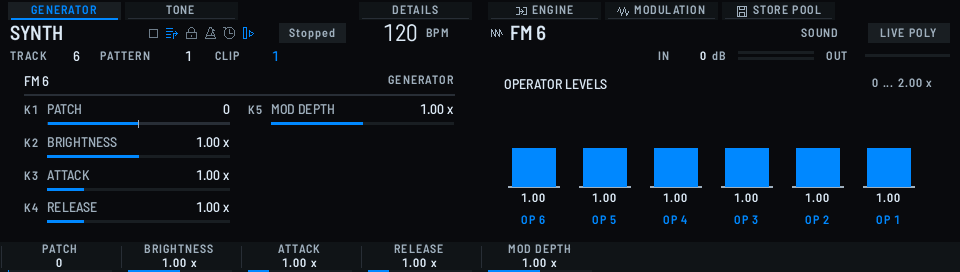 GENERATOR TONE DETAILS ENGINE MODULATION STORE POOL
SYNTH Stopped 120 BPM FM 6 SOUND LIVE POLY
TRACK 6 PATTERN 1 CLIP 1 IN 0 dB OUT
FM 6 GENERATOR OPERATOR LEVELS 0 ... 2.00 x
K1 PATCH 0 K5 MOD DEPTH 1.00 x
K2 BRIGHTNESS 1.00 x
K3 ATTACK 1.00 x
K4 RELEASE 1.00 x
1.00 1.00 1.00 1.00 1.00 1.00
OP 6 OP 5 OP 4 OP 3 OP 2 OP 1
PATCH BRIGHTNESS ATTACK RELEASE MOD DEPTH
0 1.00 x 1.00 x 1.00 x 1.00 x